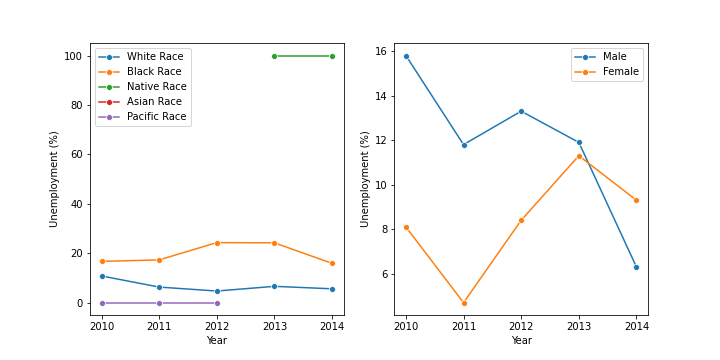 Unemployment (%)
100
80
60
40
20
0
White Race
Black Race
Native Race
Asian Race
Pacific Race
2010 2011 2012 2013 2014
Year
Unemployment (%)
16
14
12
10
8
6
Male
Female
2010 2011 2012 2013 2014
Year